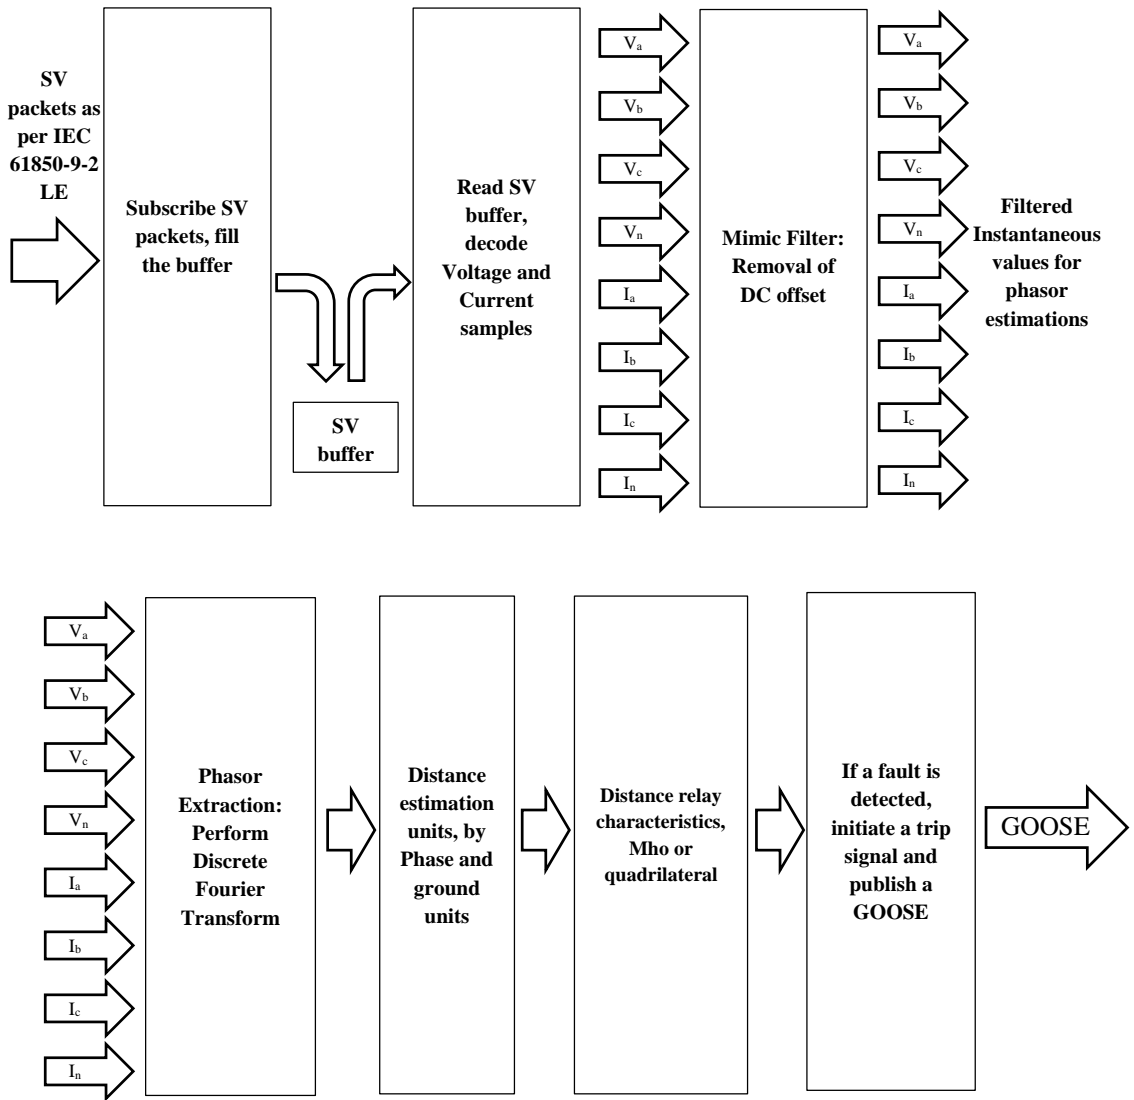 SV
packets as
per IEC
61850-9-2
LE
Subscribe SV
packets, fill
the buffer
SV
buffer
Read SV
buffer,
decode
Voltage and
Current
samples
Va
Vb
Vc
Vn
Ia
Ib
Ic
In
Mimic Filter:
Removal of
DC offset
Va
Vb
Vc
Vn
Ia
Ib
Ic
In
Filtered
Instantaneous
values for
phasor
estimations
Va
Vb
Vc
Vn
Ia
Ib
Ic
In
Phasor
Extraction:
Perform
Discrete
Fourier
Transform
Distance
estimation
units, by
Phase and
ground
units
Distance relay
characteristics,
Mho or
quadrilateral
If a fault is
detected,
initiate a trip
signal and
publish a
GOOSE
GOOSE